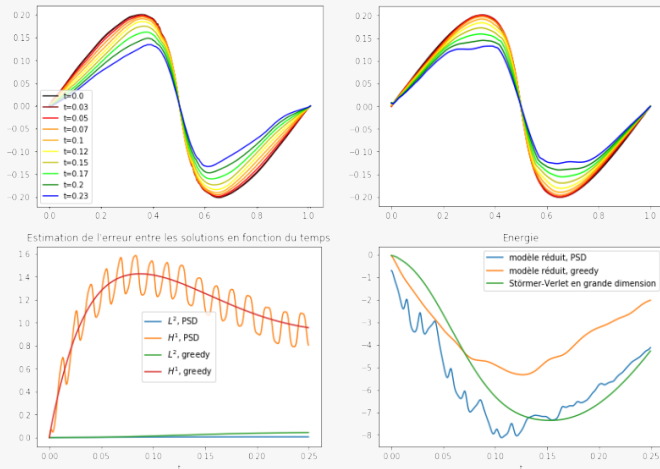 0.20
0.15
0.10
0.05
0.00
−0.05
−0.10
−0.15
−0.20
t=0.0
t=0.03
t=0.05
t=0.07
t=0.1
t=0.12
t=0.15
t=0.17
t=0.2
t=0.23
0.0 0.2 0.4 0.6 0.8 1.0
0.20
0.15
0.10
0.05
0.00
−0.05
−0.10
−0.15
−0.20
0.0 0.2 0.4 0.6 0.8 1.0
Estimation de l'erreur entre les solutions en fonction du temps
1.6
1.4
1.2
1.0
0.8
0.6
0.4
0.2
0.0
L², PSD
H¹, PSD
L², greedy
H¹, greedy
0.00 0.05 0.10 0.15 0.20 0.25
t
Energie
0
−1
−2
−3
−4
−5
−6
−7
−8
modèle réduit, PSD
modèle réduit, greedy
Störmer-Verlet en grande dimension
0.00 0.05 0.10 0.15 0.20 0.25
t